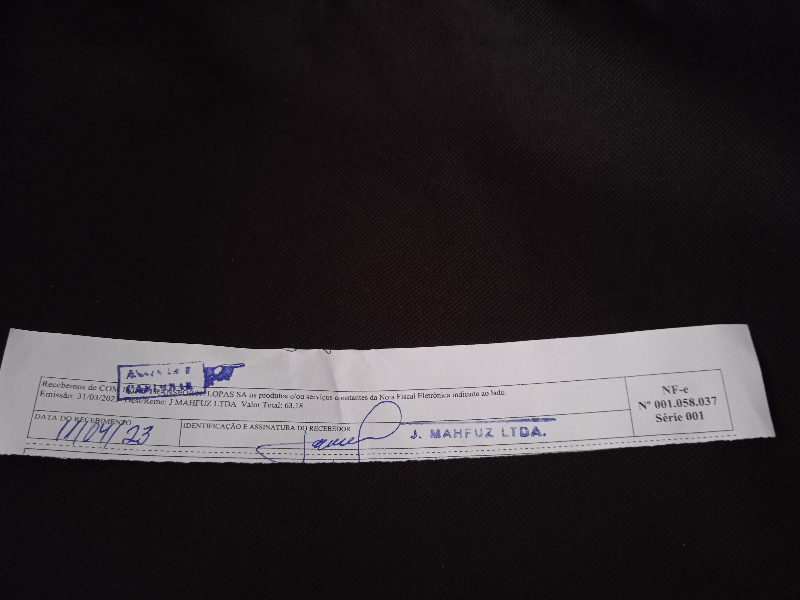 Recebemos de COM LOPAS SA os produtos e/ou serviços constantes da Nota Fiscal Eletrônica indicada ao lado.
Emissão: 31/03/202 Dest/Reme: J MAHFUZ LTDA Valor Total: 63,18
DATA DO RECEBIMENTO
11/04/23
IDENTIFICAÇÃO E ASSINATURA DO RECEBEDOR
J. MAHFUZ LTDA.
NF-e
Nº 001.058.037
Série 001